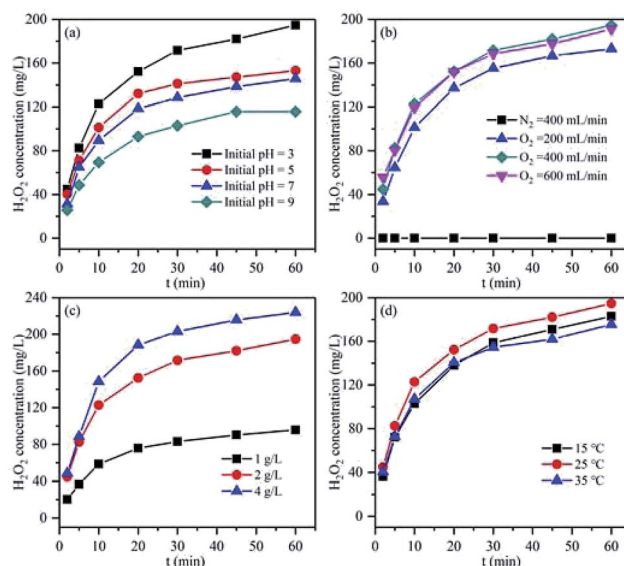 (a)
H2O2 concentration (mg/L)
200
160
120
80
40
0
Initial pH = 3
Initial pH = 5
Initial pH = 7
Initial pH = 9
0 10 20 30 40 50 60
t (min)
(b)
H2O2 concentration (mg/L)
200
160
120
80
40
0
N2 =400 mL/min
O2 =200 mL/min
O2 =400 mL/min
O2 =600 mL/min
0 10 20 30 40 50 60
t (min)
(c)
H2O2 concentration (mg/L)
240
200
160
120
80
40
0
1 g/L
2 g/L
4 g/L
0 10 20 30 40 50 60
t (min)
(d)
H2O2 concentration (mg/L)
200
160
120
80
40
0
15 °C
25 °C
35 °C
0 10 20 30 40 50 60
t (min)